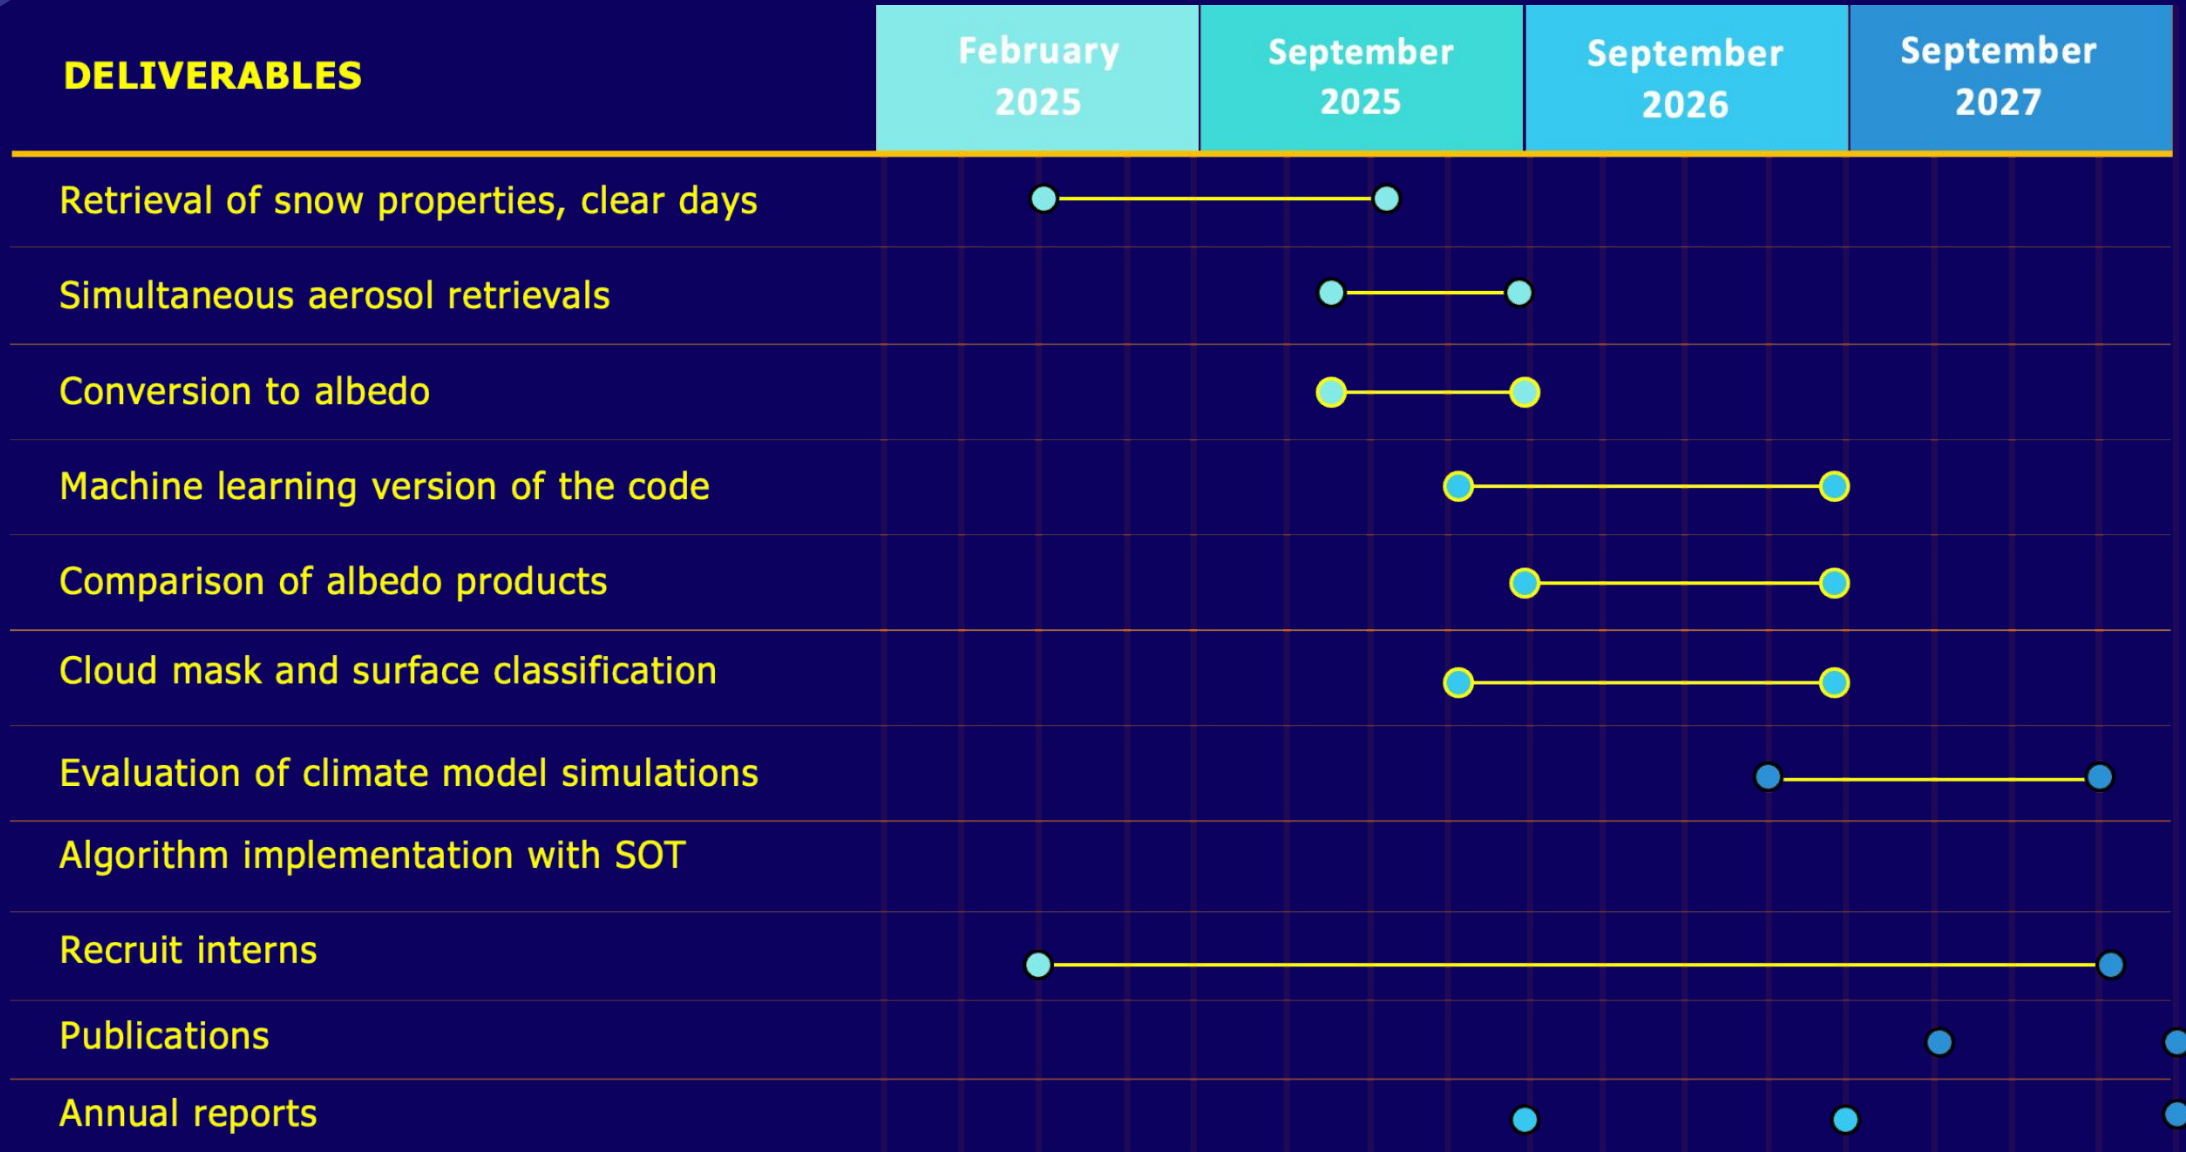 DELIVERABLES
February
2025
September
2025
September
2026
September
2027
Retrieval of snow properties, clear days
Simultaneous aerosol retrievals
Conversion to albedo
Machine learning version of the code
Comparison of albedo products
Cloud mask and surface classification
Evaluation of climate model simulations
Algorithm implementation with SOT
Recruit interns
Publications
Annual reports